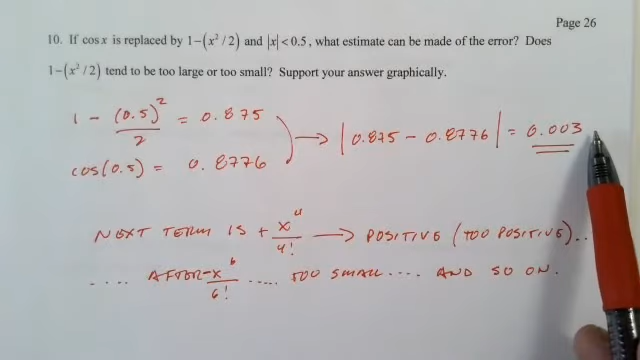 Page 26
10. If cos x is replaced by 1−(x²/2) and |x| < 0.5, what estimate can be made of the error? Does
1−(x²/2) tend to be too large or too small? Support your answer graphically.
1 − (0.5)²/2 = 0.875
cos(0.5) = 0.8776
→ |0.875 − 0.8776| = 0.003
NEXT TERM IS + x⁴/4! → POSITIVE (TOO POSITIVE)..
.... AFTER −x⁶/6! ..... TOO SMALL .... AND SO ON.